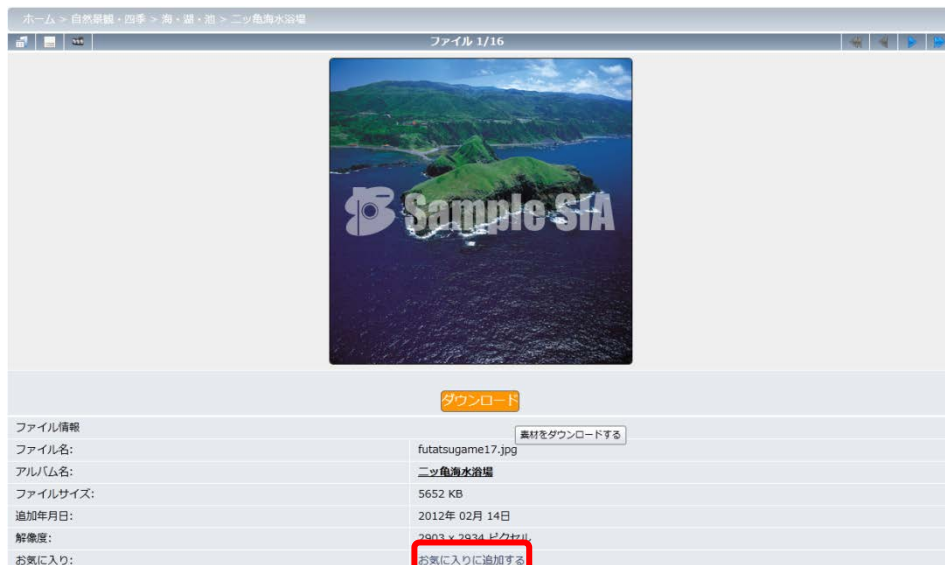 ホーム > 自然景観・四季 > 海・湖・池 > 二ッ亀海水浴場
ファイル 1/16
Sample SIA
ダウンロード
ファイル情報
素材をダウンロードする
ファイル名: futatsugame17.jpg
アルバム名: 二ッ亀海水浴場
ファイルサイズ: 5652 KB
追加年月日: 2012年 02月 14日
解像度: 2903 x 2934 ピクセル
お気に入り: お気に入りに追加する